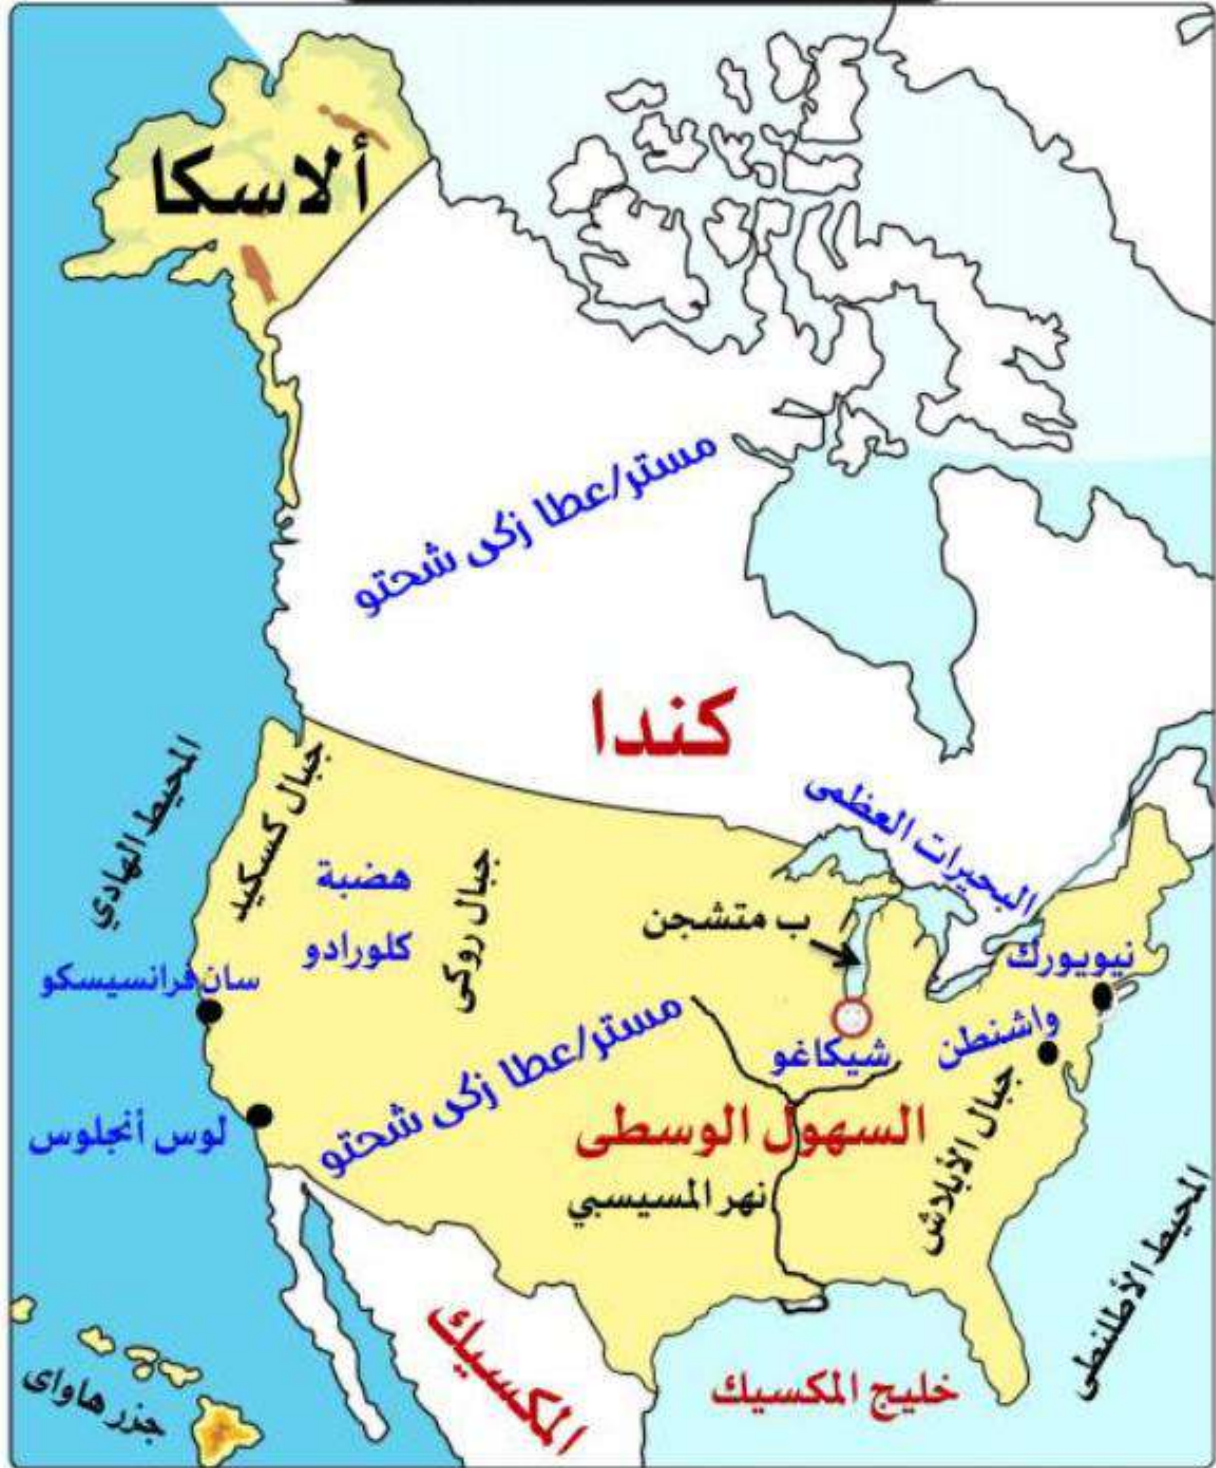 ألاسكا
مستر/عطا زكى شحتو
كندا
البحيرات العظمى
المحيط الهادي
جبال كسكيد
هضبة
كلورادو
جبال روكى
ب متشجن
نيويورك
سان فرانسيسكو
واشنطن
شيكاغو
مستر/عطا زكى شحتو
لوس أنجلوس
السهول الوسطى
جبال الأبلاش
نهر المسيسبي
المحيط الأطلنطى
المكسيك
خليج المكسيك
جزر هاواى